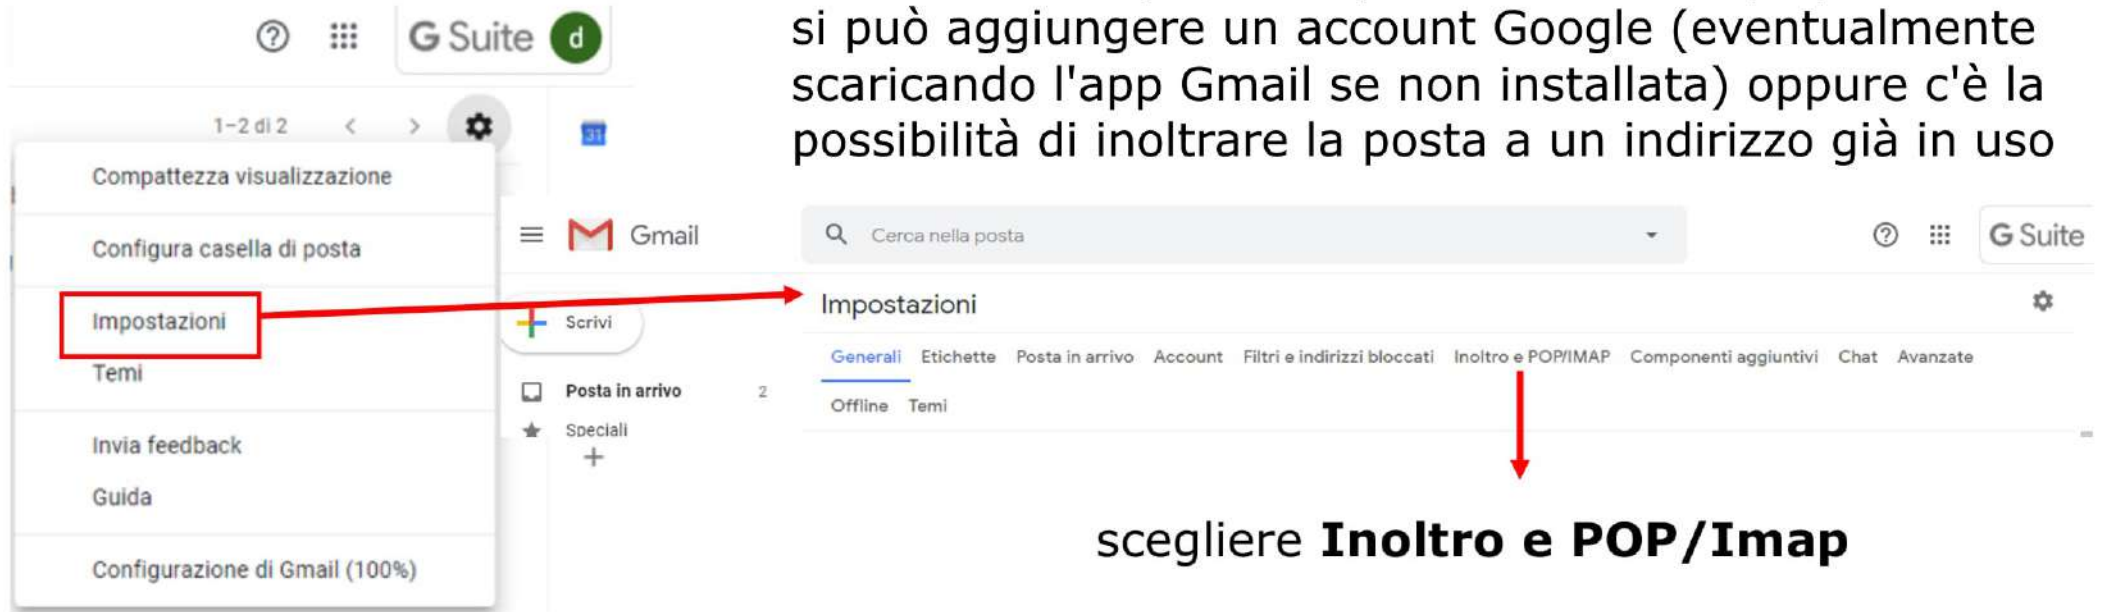 G Suite d
si può aggiungere un account Google (eventualmente
scaricando l'app Gmail se non installata) oppure c'è la
possibilità di inoltrare la posta a un indirizzo già in uso
1–2 di 2
31
Compattezza visualizzazione
Configura casella di posta
Impostazioni
Temi
Invia feedback
Guida
Configurazione di Gmail (100%)
Gmail
Cerca nella posta
G Suite
Scrivi
Posta in arrivo 2
Speciali
Impostazioni
Generali Etichette Posta in arrivo Account Filtri e indirizzi bloccati Inoltro e POP/IMAP Componenti aggiuntivi Chat Avanzate
Offline Temi
scegliere Inoltro e POP/Imap